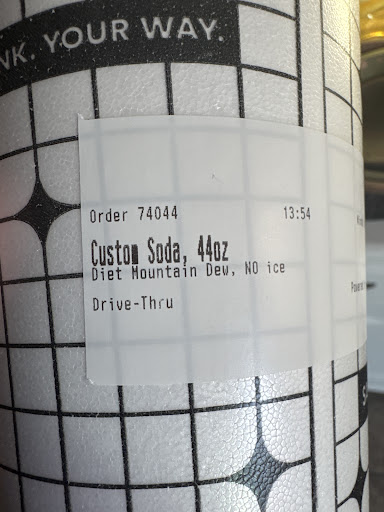 NK. YOUR WAY.
Order 74044 13:54
Custom Soda, 44oz
Diet Mountain Dew, NO ice
Drive-Thru